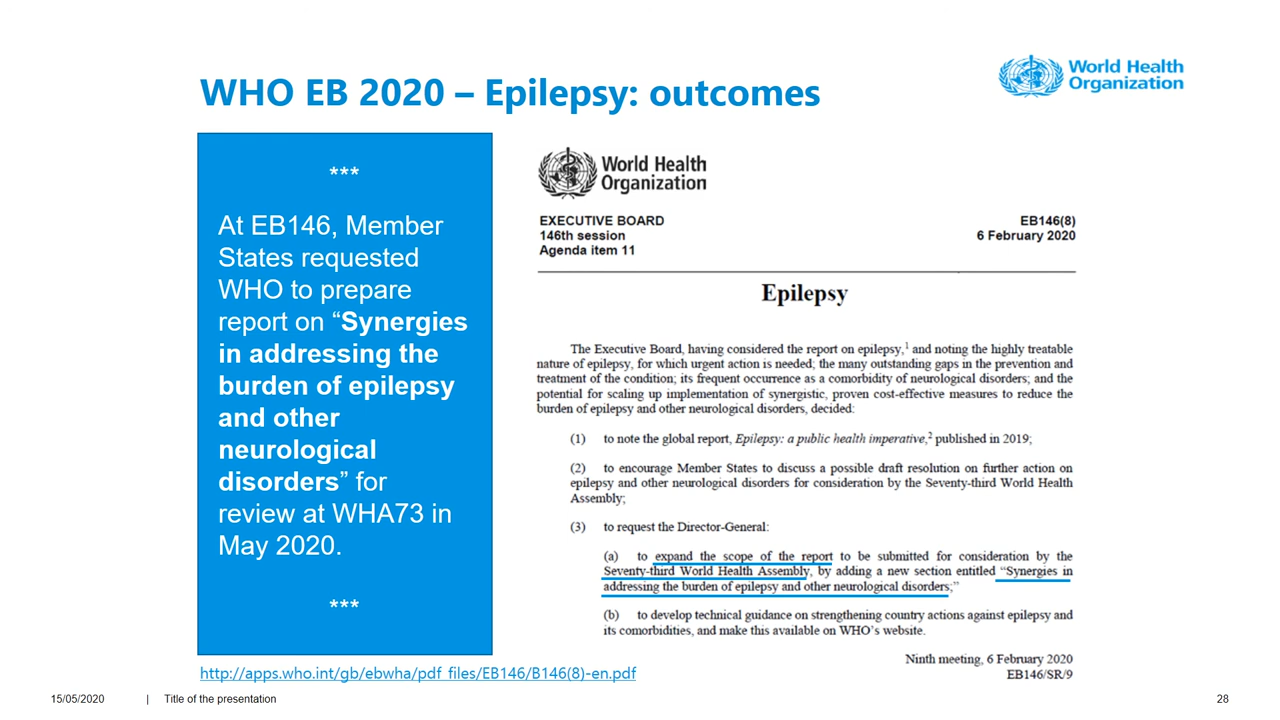 WHO EB 2020 – Epilepsy: outcomes
World Health
Organization
***
At EB146, Member
States requested
WHO to prepare
report on “Synergies
in addressing the
burden of epilepsy
and other
neurological
disorders” for
review at WHA73 in
May 2020.
***
World Health
Organization
EXECUTIVE BOARD
146th session
Agenda item 11
EB146(8)
6 February 2020
Epilepsy
The Executive Board, having considered the report on epilepsy,¹ and noting the highly treatable
nature of epilepsy, for which urgent action is needed; the many outstanding gaps in the prevention and
treatment of the condition; its frequent occurrence as a comorbidity of neurological disorders; and the
potential for scaling up implementation of synergistic, proven cost-effective measures to reduce the
burden of epilepsy and other neurological disorders, decided:
(1) to note the global report, Epilepsy: a public health imperative,² published in 2019;
(2) to encourage Member States to discuss a possible draft resolution on further action on
epilepsy and other neurological disorders for consideration by the Seventy-third World Health
Assembly;
(3) to request the Director-General:
(a) to expand the scope of the report to be submitted for consideration by the
Seventy-third World Health Assembly, by adding a new section entitled “Synergies in
addressing the burden of epilepsy and other neurological disorders;”
(b) to develop technical guidance on strengthening country actions against epilepsy and
its comorbidities, and make this available on WHO’s website.
Ninth meeting, 6 February 2020
EB146/SR/9
http://apps.who.int/gb/ebwha/pdf_files/EB146/B146(8)-en.pdf
15/05/2020 | Title of the presentation 28